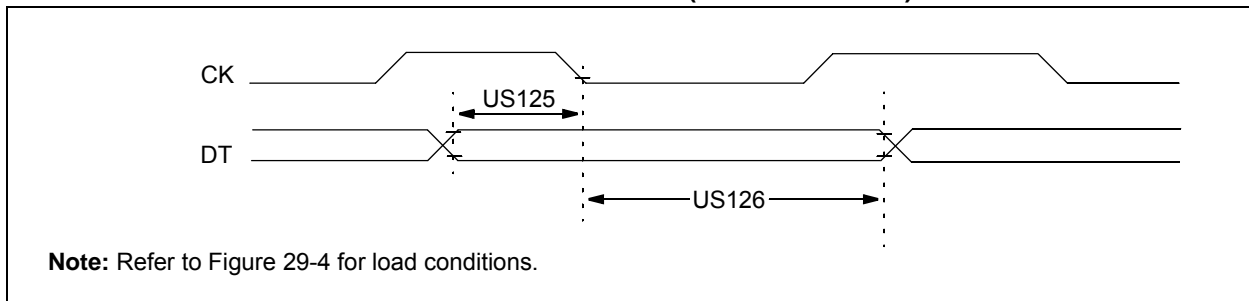 CK
US125
DT
US126
Note: Refer to Figure 29-4 for load conditions.